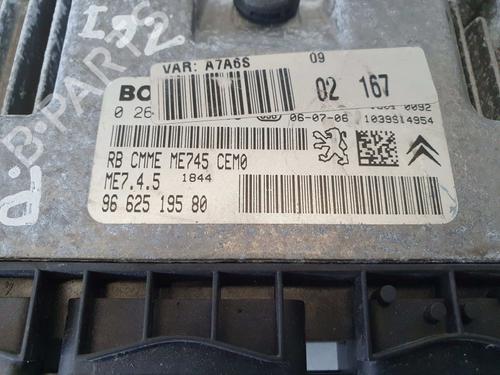 VAR: A7A6S 09
02 167
BO
0 26
06-07-06 1039S14954
RB CMME ME745 CEM0
ME7.4.5 1844
96 625 195 80
B-PARTS